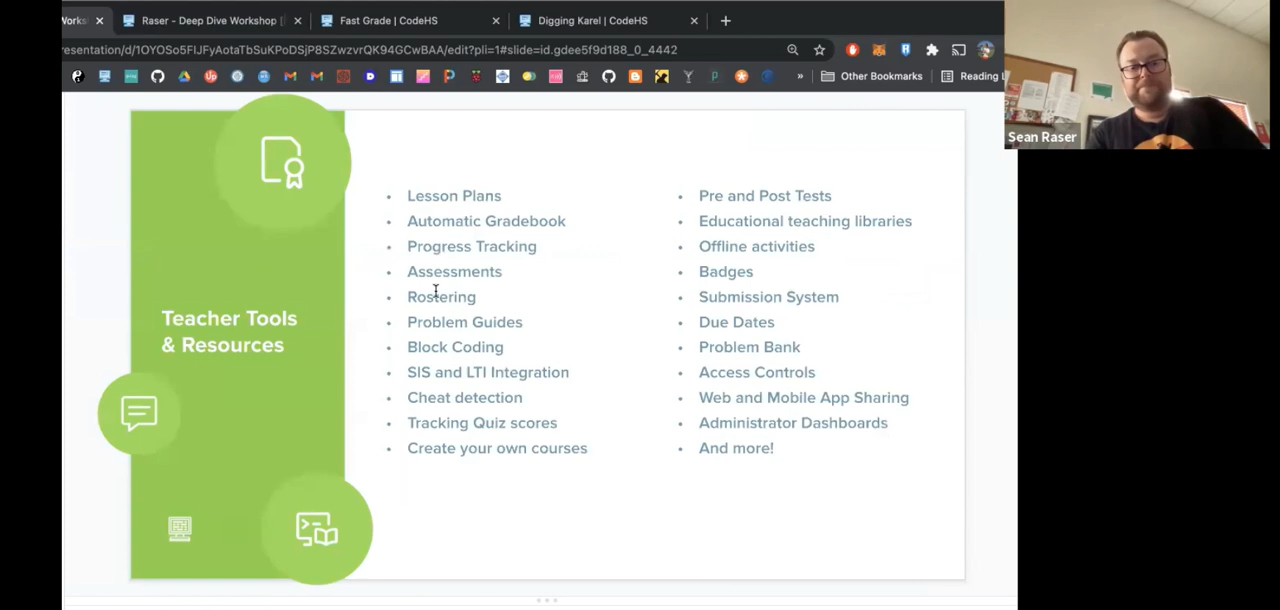 Works
Raser - Deep Dive Workshop |
Fast Grade | CodeHS
Digging Karel | CodeHS
resentation/d/1OYOSo5FIJFyAotaTbSuKPoDSjP8SZwzvrQK94GCwBAA/edit?pli=1#slide=id.gdee5f9d188_0_4442
Other Bookmarks
Reading L
Sean Raser
Teacher Tools
& Resources
• Lesson Plans
• Automatic Gradebook
• Progress Tracking
• Assessments
• Rostering
• Problem Guides
• Block Coding
• SIS and LTI Integration
• Cheat detection
• Tracking Quiz scores
• Create your own courses
• Pre and Post Tests
• Educational teaching libraries
• Offline activities
• Badges
• Submission System
• Due Dates
• Problem Bank
• Access Controls
• Web and Mobile App Sharing
• Administrator Dashboards
• And more!